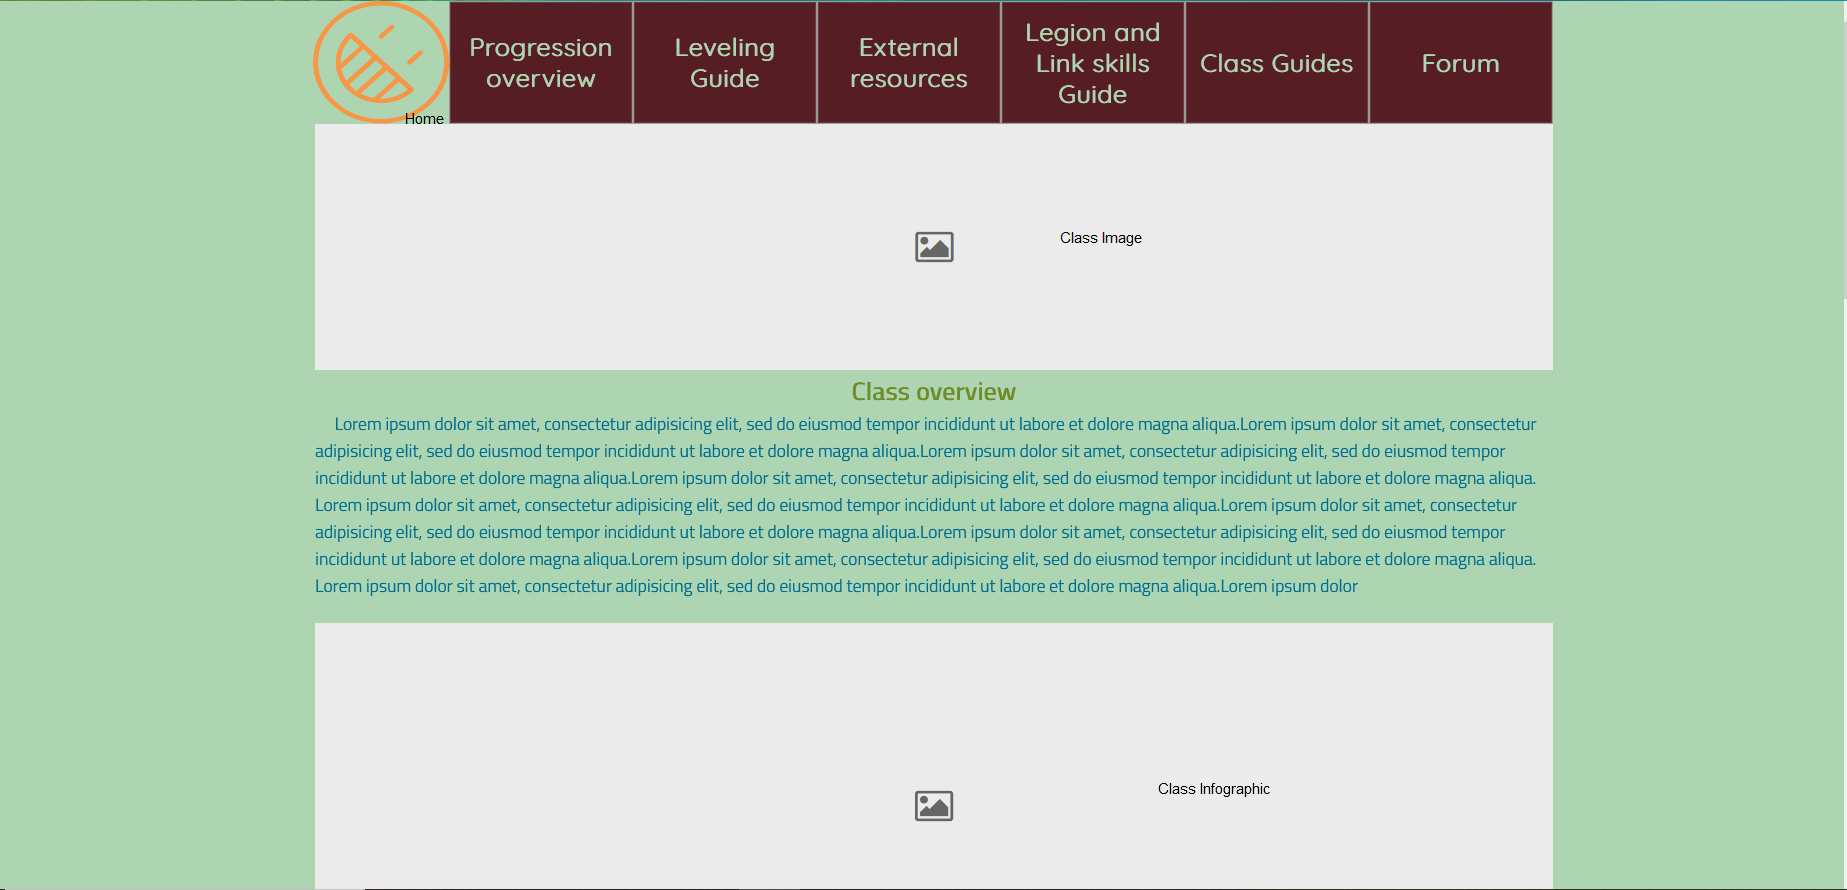 Progression
overview
Leveling
Guide
External
resources
Legion and
Link skills
Guide
Class Guides
Forum
Home
Class Image
Class overview
Lorem ipsum dolor sit amet, consectetur adipisicing elit, sed do eiusmod tempor incididunt ut labore et dolore magna aliqua.Lorem ipsum dolor sit amet, consectetur
adipisicing elit, sed do eiusmod tempor incididunt ut labore et dolore magna aliqua.Lorem ipsum dolor sit amet, consectetur adipisicing elit, sed do eiusmod tempor
incididunt ut labore et dolore magna aliqua.Lorem ipsum dolor sit amet, consectetur adipisicing elit, sed do eiusmod tempor incididunt ut labore et dolore magna aliqua.
Lorem ipsum dolor sit amet, consectetur adipisicing elit, sed do eiusmod tempor incididunt ut labore et dolore magna aliqua.Lorem ipsum dolor sit amet, consectetur
adipisicing elit, sed do eiusmod tempor incididunt ut labore et dolore magna aliqua.Lorem ipsum dolor sit amet, consectetur adipisicing elit, sed do eiusmod tempor
incididunt ut labore et dolore magna aliqua.Lorem ipsum dolor sit amet, consectetur adipisicing elit, sed do eiusmod tempor incididunt ut labore et dolore magna aliqua.
Lorem ipsum dolor sit amet, consectetur adipisicing elit, sed do eiusmod tempor incididunt ut labore et dolore magna aliqua.Lorem ipsum dolor
Class Infographic